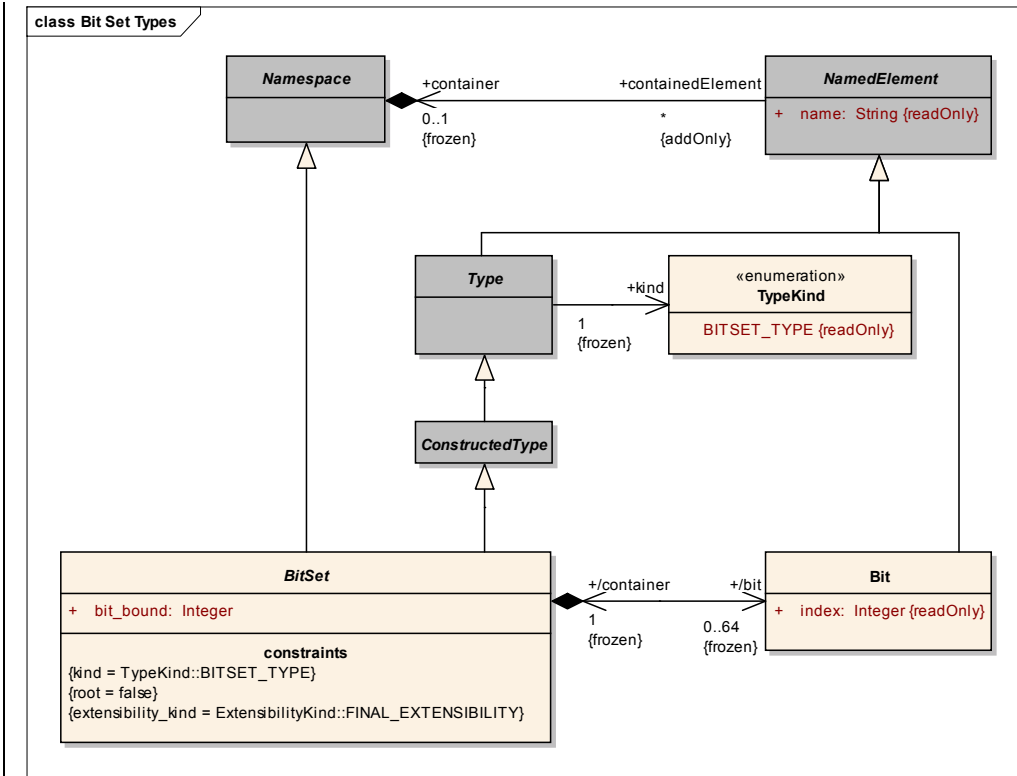 class Bit Set Types
Namespace
+container
0..1
{frozen}
+containedElement
*
{addOnly}
NamedElement
+ name: String {readOnly}
Type
+kind
1
{frozen}
«enumeration»
TypeKind
BITSET_TYPE {readOnly}
ConstructedType
BitSet
+ bit_bound: Integer
constraints
{kind = TypeKind::BITSET_TYPE}
{root = false}
{extensibility_kind = ExtensibilityKind::FINAL_EXTENSIBILITY}
+/container
1
{frozen}
+/bit
0..64
{frozen}
Bit
+ index: Integer {readOnly}